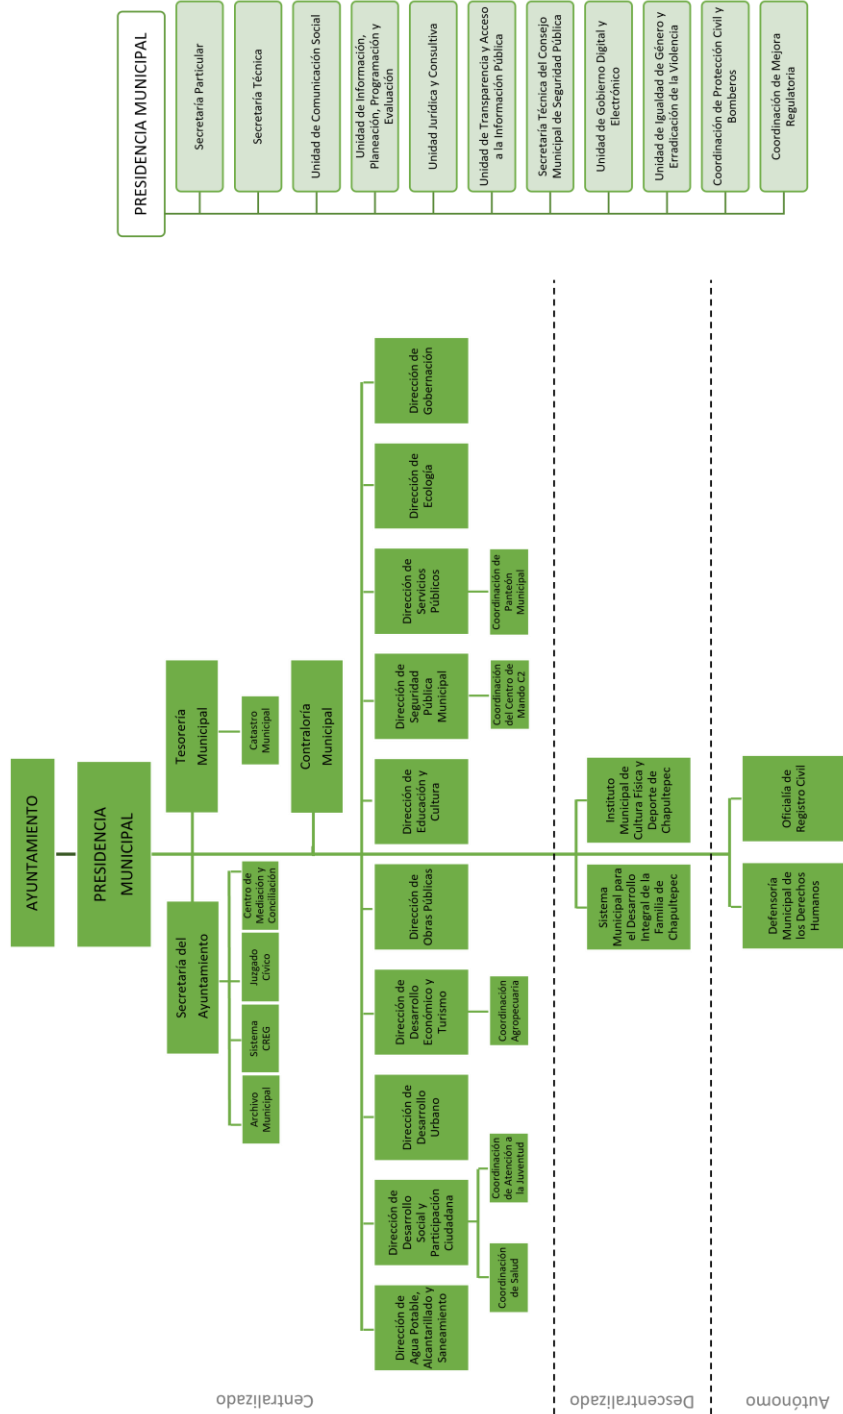 AYUNTAMIENTO
PRESIDENCIA
MUNICIPAL
Secretaría del
Ayuntamiento
Tesorería
Municipal
Archivo
Municipal
Sistema
CREG
Juzgado
Cívico
Centro de
Mediación y
Conciliación
Catastro
Municipal
Contraloría
Municipal
Dirección de
Agua Potable,
Alcantarillado y
Saneamiento
Dirección de
Desarrollo
Social y
Participación
Ciudadana
Dirección de
Desarrollo
Urbano
Dirección de
Desarrollo
Económico y
Turismo
Dirección de
Obras Públicas
Dirección de
Educación y
Cultura
Dirección de
Seguridad
Pública
Municipal
Dirección de
Servicios
Públicos
Dirección de
Ecología
Dirección de
Gobernación
Coordinación
de Salud
Coordinación
de Atención a
la Juventud
Coordinación
Agropecuaria
Coordinación
del Centro de
Mando C2
Coordinación de
Panteón
Municipal
Centralizado
Sistema
Municipal para
el Desarrollo
Integral de la
Familia de
Chapultepec
Instituto
Municipal de
Cultura Física y
Deporte de
Chapultepec
Descentralizado
Defensoría
Municipal de
los Derechos
Humanos
Oficialia de
Registro Civil
Autónomo
PRESIDENCIA MUNICIPAL
Secretaría Particular
Secretaría Técnica
Unidad de Comunicación Social
Unidad de Información,
Planeación, Programación y
Evaluación
Unidad Jurídica y Consultiva
Unidad de Transparencia y Acceso
a la Información Pública
Secretaría Técnica del Consejo
Municipal de Seguridad Pública
Unidad de Gobierno Digital y
Electrónico
Unidad de Igualdad de Género y
Erradicación de la Violencia
Coordinación de Protección Civil y
Bomberos
Coordinación de Mejora
Regulatoria